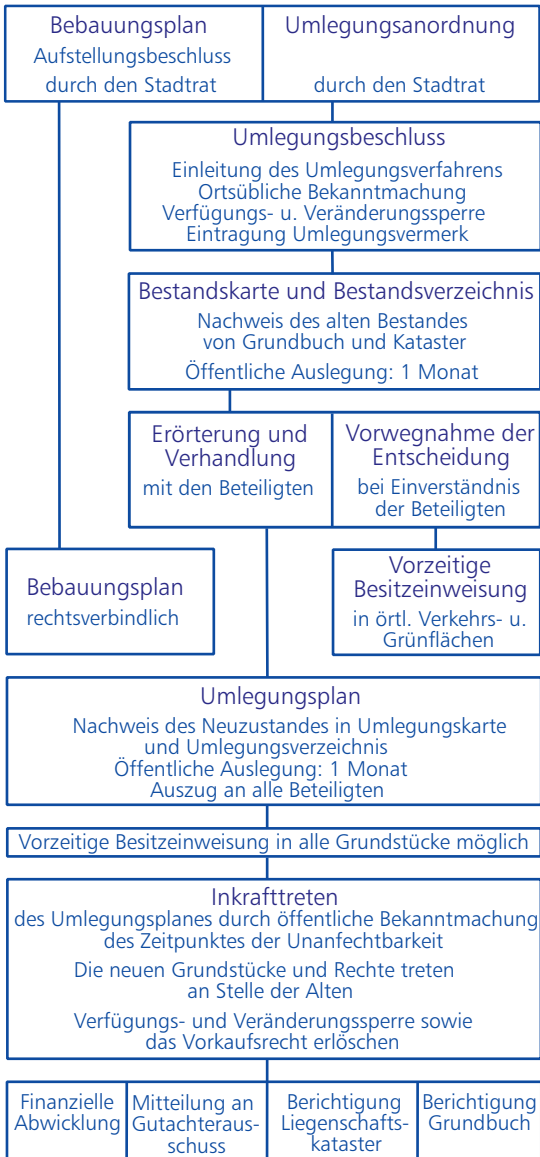 Bebauungsplan
Aufstellungsbeschluss
durch den Stadtrat
Umlegungsanordnung
durch den Stadtrat
Umlegungsbeschluss
Einleitung des Umlegungsverfahrens
Ortsübliche Bekanntmachung
Verfügungs- u. Veränderungssperre
Eintragung Umlegungsvermerk
Bestandskarte und Bestandsverzeichnis
Nachweis des alten Bestandes
von Grundbuch und Kataster
Öffentliche Auslegung: 1 Monat
Erörterung und
Verhandlung
mit den Beteiligten
Vorwegnahme der
Entscheidung
bei Einverständnis
der Beteiligten
Bebauungsplan
rechtsverbindlich
Vorzeitige
Besitzeinweisung
in örtl. Verkehrs- u.
Grünflächen
Umlegungsplan
Nachweis des Neuzustandes in Umlegungskarte
und Umlegungsverzeichnis
Öffentliche Auslegung: 1 Monat
Auszug an alle Beteiligten
Vorzeitige Besitzeinweisung in alle Grundstücke möglich
Inkrafttreten
des Umlegungsplanes durch öffentliche Bekanntmachung
des Zeitpunktes der Unanfechtbarkeit
Die neuen Grundstücke und Rechte treten
an Stelle der Alten
Verfügungs- und Veränderungssperre sowie
das Vorkaufsrecht erlöschen
Finanzielle
Abwicklung
Mitteilung an
Gutachteraus-
schuss
Berichtigung
Liegenschafts-
kataster
Berichtigung
Grundbuch